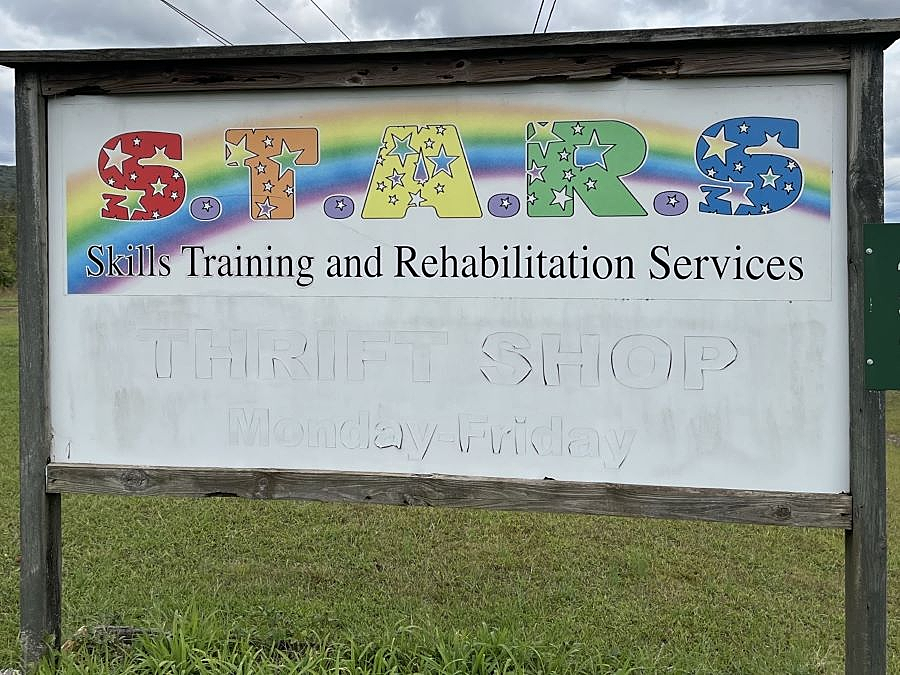 S.T.A.R.S
Skills Training and Rehabilitation Services
THRIFT SHOP
Monday-Friday